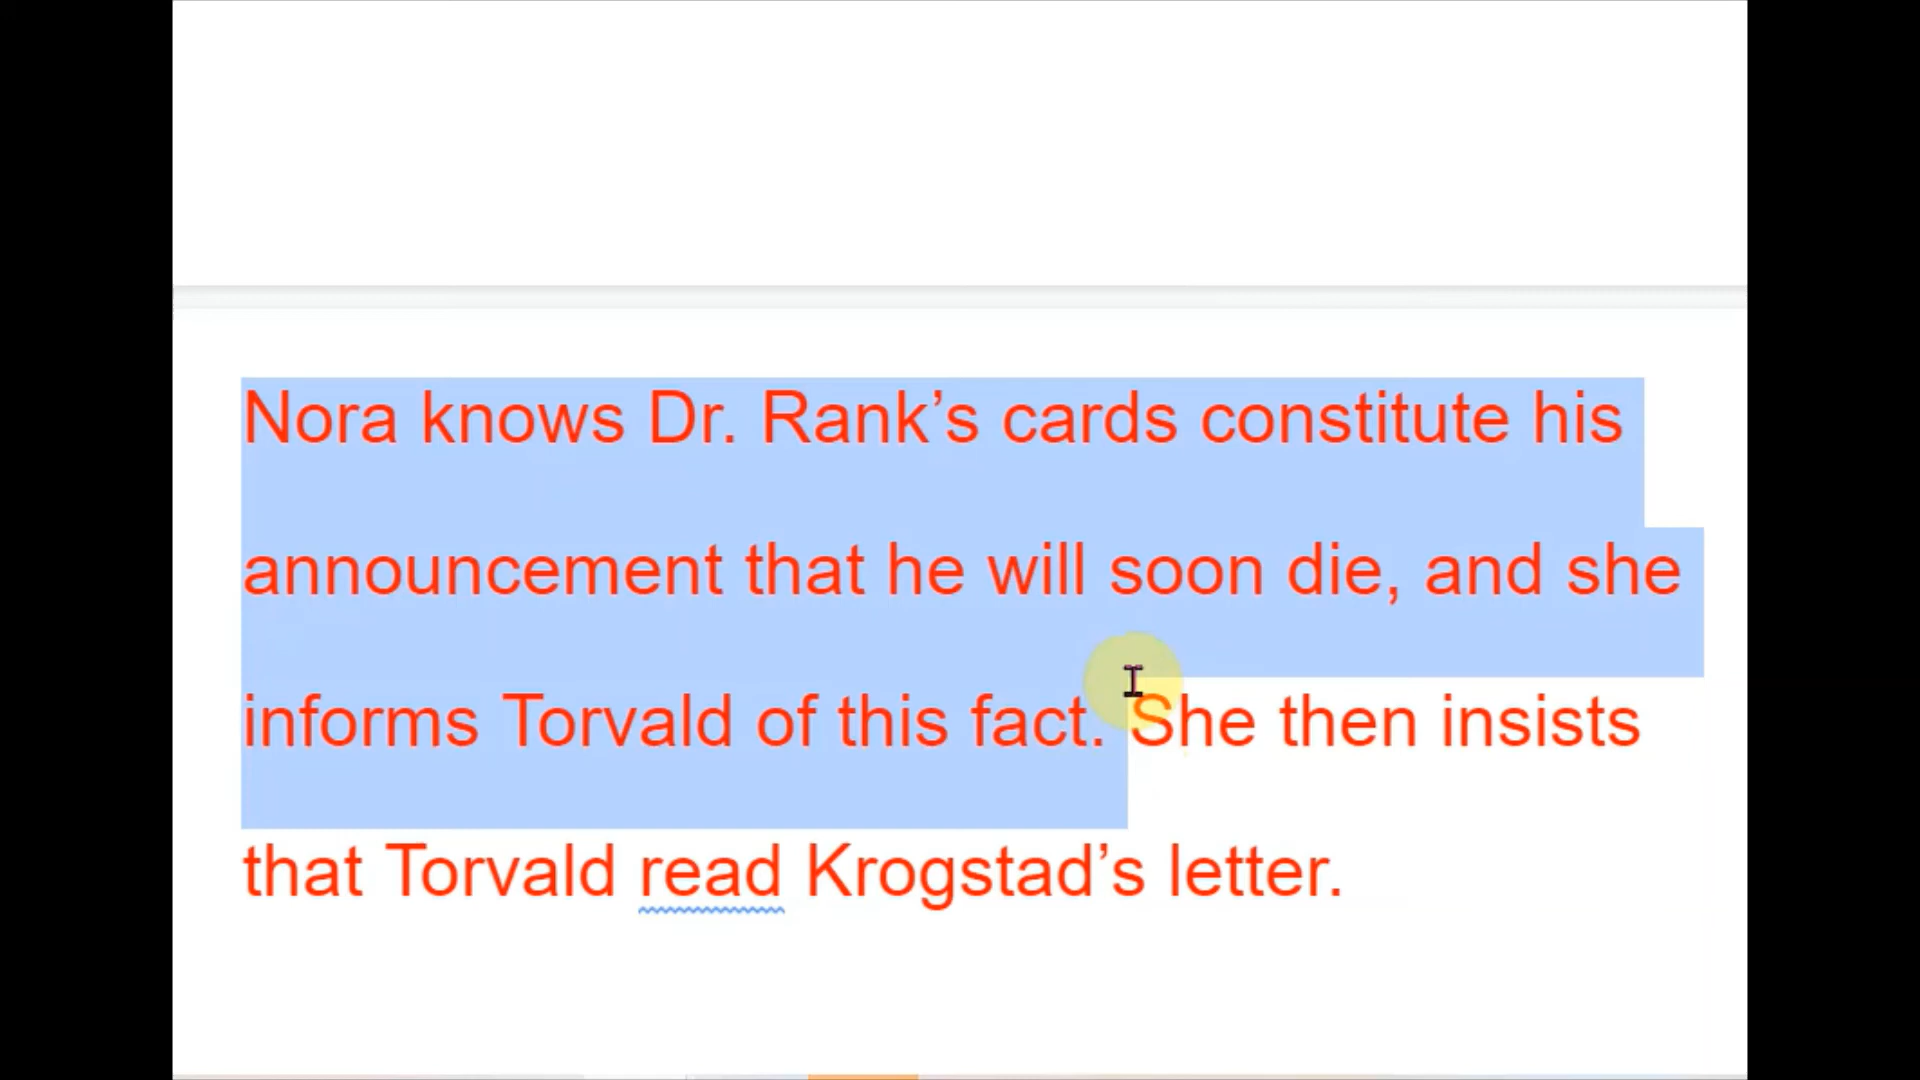 Nora knows Dr. Rank’s cards constitute his
announcement that he will soon die, and she
informs Torvald of this fact. She then insists
that Torvald read Krogstad’s letter.